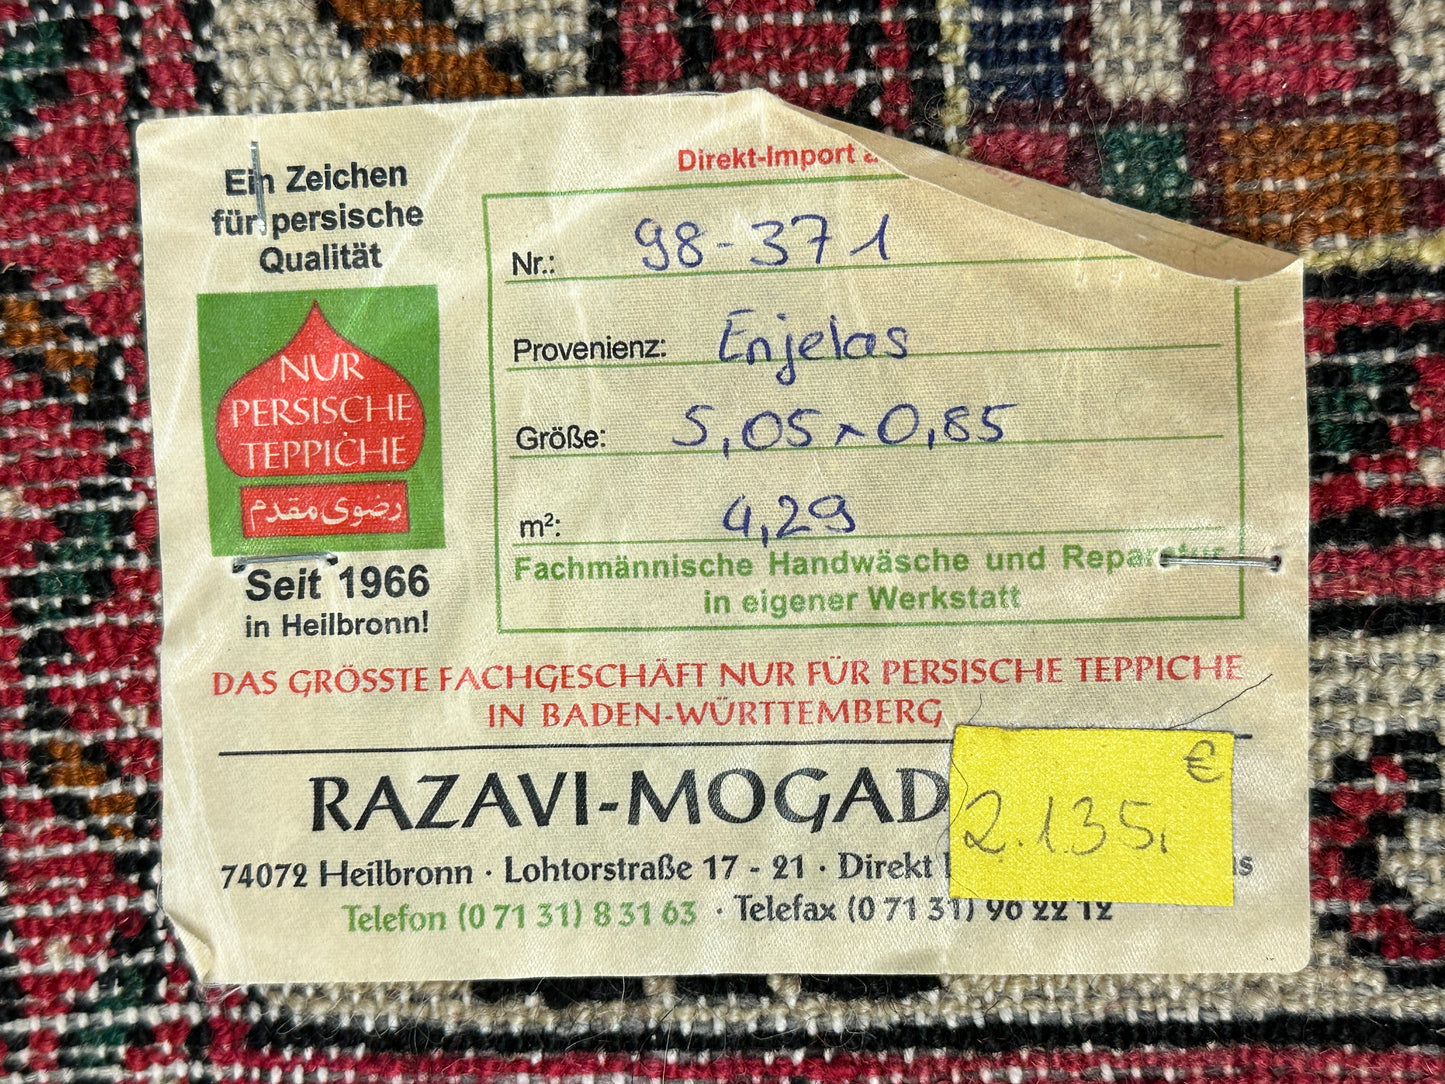 Ein Zeichen
für persische
Qualität
NUR
PERSISCHE
TEPPICHE
رضوی مقدم
Seit 1966
in Heilbronn!
Direkt-Import
Nr.: 98-371
Provenienz: Enjelas
Größe: 5,05 x 0,85
m²: 4,29
Fachmännische Handwäsche und Reparatur
in eigener Werkstatt
DAS GRÖSSTE FACHGESCHÄFT NUR FÜR PERSISCHE TEPPICHE
IN BADEN-WÜRTTEMBERG
RAZAVI-MOGAD
€
2.135.
74072 Heilbronn · Lohtorstraße 17 - 21 · Direkt
Telefon (0 71 31) 8 31 63 · Telefax (0 71 31) 96 22 12